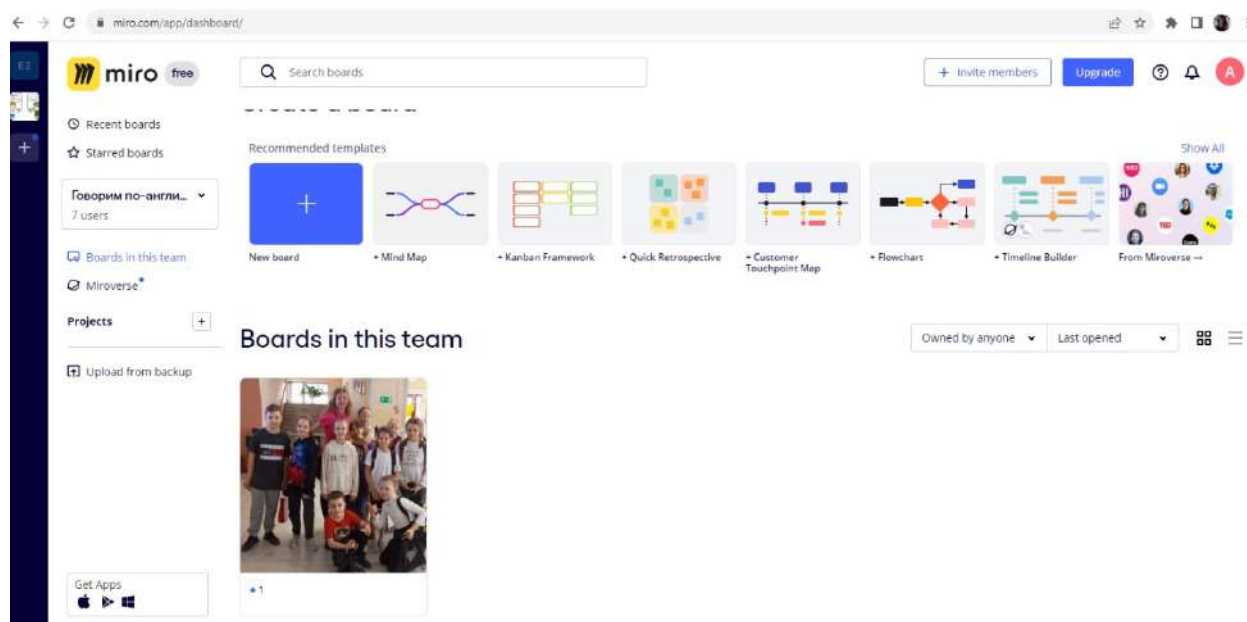 miro.com/app/dashboard/
EZ
miro free
Search boards
+ Invite members
Upgrade
A
Create a board
Recent boards
Starred boards
Recommended templates
Show All
Говорим по-англи...
7 users
New board
+ Mind Map
+ Kanban Framework
+ Quick Retrospective
+ Customer
Touchpoint Map
+ Flowchart
+ Timeline Builder
From Miroverse →
Boards in this team
Miroverse
Projects
+
Boards in this team
Owned by anyone
Last opened
Upload from backup
Get Apps
1